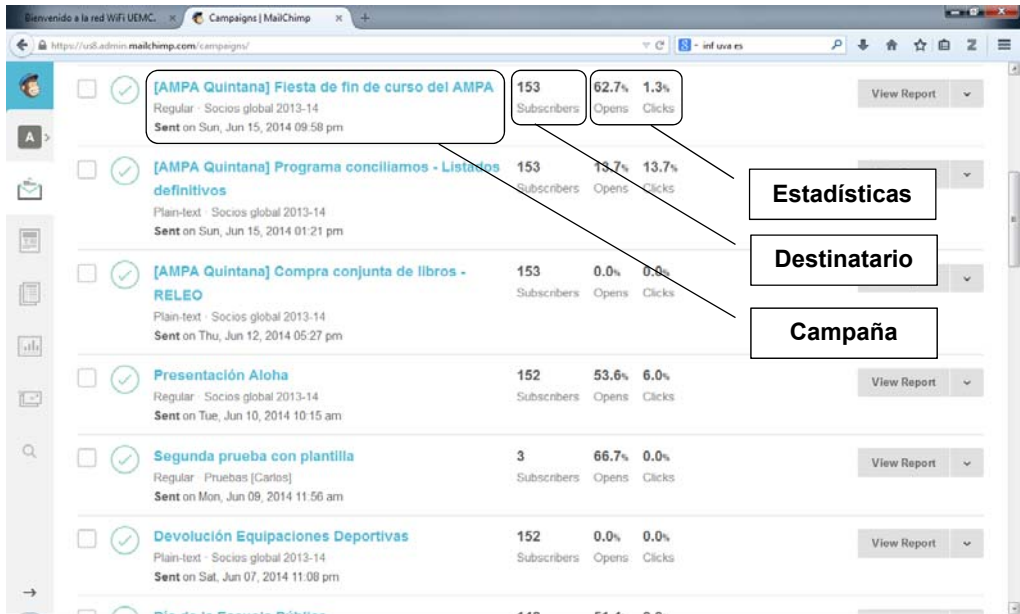 Bienvenido a la red WiFi UEMC.
Campaigns | MailChimp
https://us8.admin.mailchimp.com/campaigns/
inf uva es
[AMPA Quintana] Fiesta de fin de curso del AMPA
Regular · Socios global 2013-14
Sent on Sun, Jun 15, 2014 09:58 pm
153
Subscribers
62.7%
Opens
1.3%
Clicks
View Report
A
[AMPA Quintana] Programa conciliamos - Listados
definitivos
Plain-text · Socios global 2013-14
Sent on Sun, Jun 15, 2014 01:21 pm
153
Subscribers
13.7%
Opens
13.7%
Clicks
Estadísticas
Destinatario
Campaña
[AMPA Quintana] Compra conjunta de libros -
RELEO
Plain-text · Socios global 2013-14
Sent on Thu, Jun 12, 2014 05:27 pm
153
Subscribers
0.0%
Opens
0.0%
Clicks
Presentación Aloha
Regular · Socios global 2013-14
Sent on Tue, Jun 10, 2014 10:15 am
152
Subscribers
53.6%
Opens
6.0%
Clicks
View Report
Segunda prueba con plantilla
Regular · Pruebas [Carlos]
Sent on Mon, Jun 09, 2014 11:56 am
3
Subscribers
66.7%
Opens
0.0%
Clicks
View Report
Devolución Equipaciones Deportivas
Plain-text · Socios global 2013-14
Sent on Sat, Jun 07, 2014 11:08 pm
152
Subscribers
0.0%
Opens
0.0%
Clicks
View Report